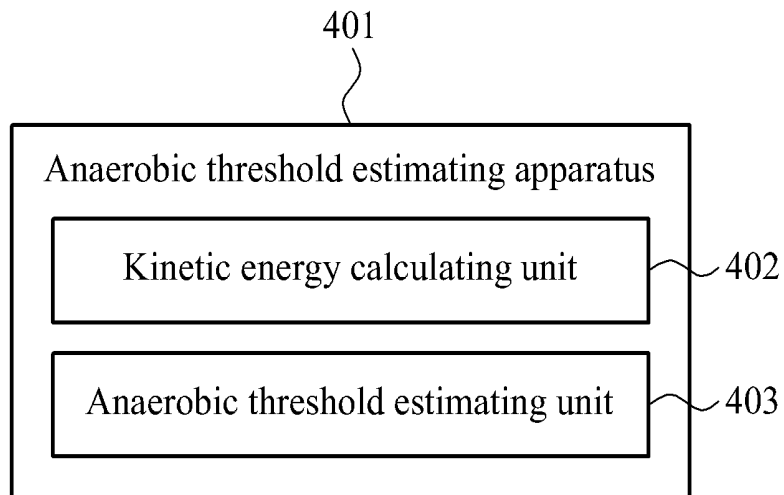 401
Anaerobic threshold estimating apparatus
Kinetic energy calculating unit
402
Anaerobic threshold estimating unit
403